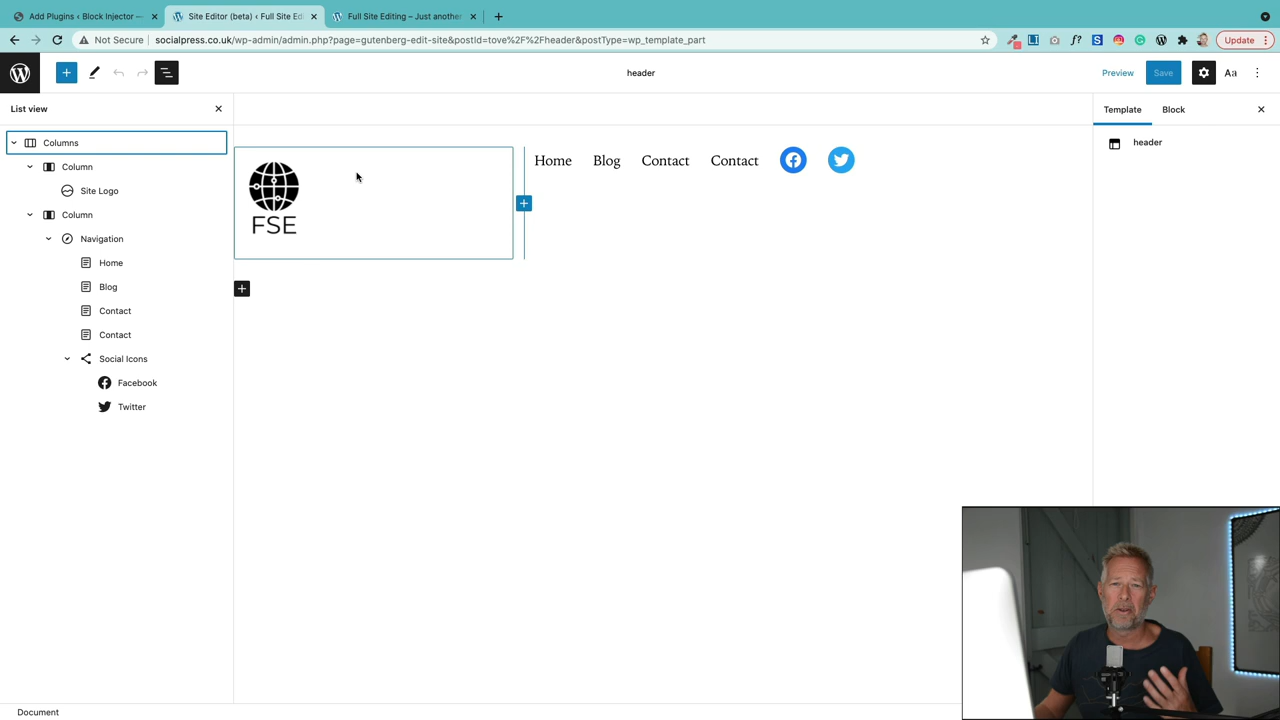 Add Plugins ‹ Block Injector —
Site Editor (beta) ‹ Full Site Edi
Full Site Editing – Just another
Not Secure
socialpress.co.uk/wp-admin/admin.php?page=gutenberg-edit-site&postId=tove%2F%2Fheader&postType=wp_template_part
Update
header
Preview
Save
Aa
List view
Template
Block
Columns
header
Column
Site Logo
Column
Navigation
Home
Blog
Contact
Contact
Social Icons
Facebook
Twitter
FSE
Home
Blog
Contact
Contact
Document